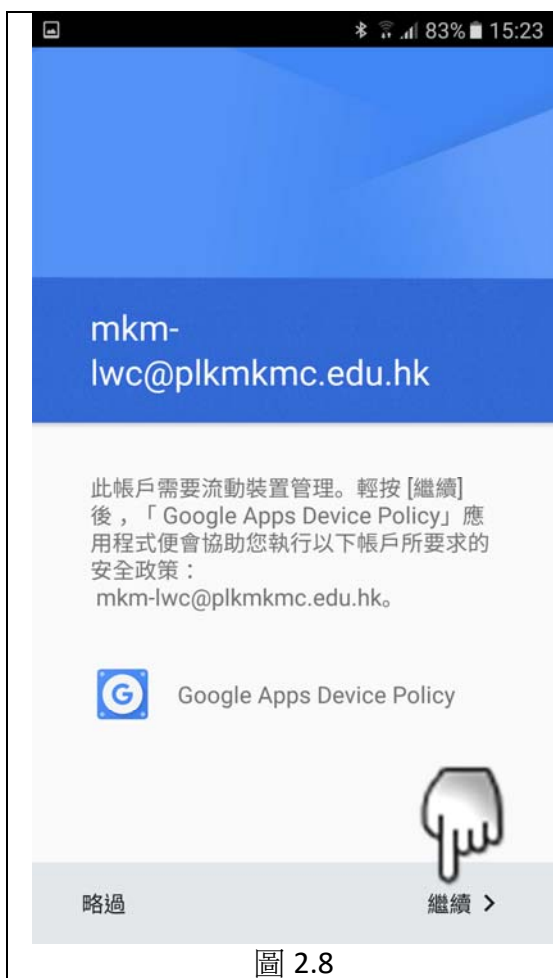 83% 15:23
mkm-
lwc@plkmkmc.edu.hk
此帳戶需要流動裝置管理。輕按 [繼續]
後，「 Google Apps Device Policy」應
用程式便會協助您執行以下帳戶所要求的
安全政策：
mkm-lwc@plkmkmc.edu.hk。
G Google Apps Device Policy
略過 繼續 >
圖 2.8